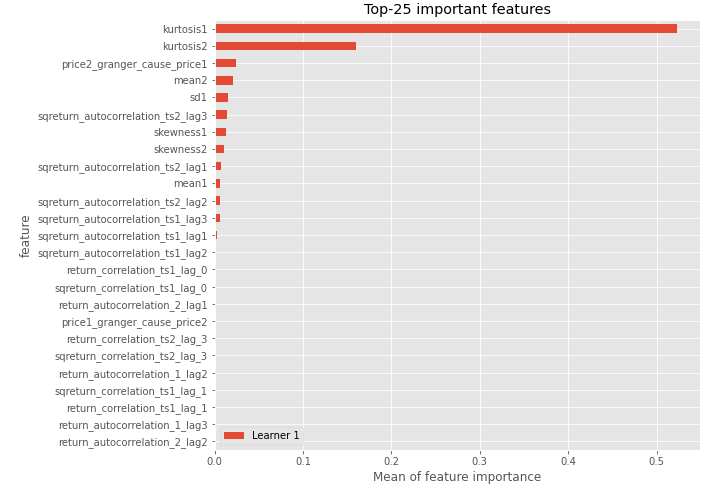 Top-25 important features
kurtosis1
kurtosis2
price2_granger_cause_price1
mean2
sd1
sqreturn_autocorrelation_ts2_lag3
skewness1
skewness2
sqreturn_autocorrelation_ts2_lag1
mean1
sqreturn_autocorrelation_ts2_lag2
sqreturn_autocorrelation_ts1_lag3
sqreturn_autocorrelation_ts1_lag1
sqreturn_autocorrelation_ts1_lag2
return_correlation_ts1_lag_0
sqreturn_correlation_ts1_lag_0
return_autocorrelation_2_lag1
price1_granger_cause_price2
return_correlation_ts2_lag_3
sqreturn_correlation_ts2_lag_3
return_autocorrelation_1_lag2
sqreturn_correlation_ts1_lag_1
return_correlation_ts1_lag_1
return_autocorrelation_1_lag3
return_autocorrelation_2_lag2
feature
Learner 1
0.0 0.1 0.2 0.3 0.4 0.5
Mean of feature importance